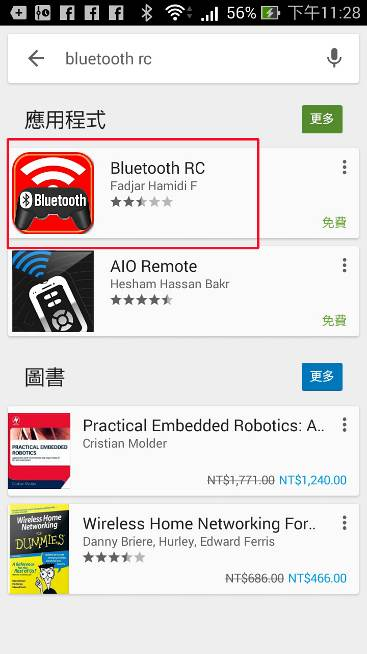 56% 下午11:28
bluetooth rc
應用程式
更多
Bluetooth
Bluetooth RC
Fadjar Hamidi F
免費
AIO Remote
Hesham Hassan Bakr
免費
圖書
更多
PRACTICAL EMBEDDED
ROBOTICS:
Practical Embedded Robotics: A..
Cristian Molder
NT$1,771.00 NT$1,240.00
Wireless Home
Networking
FOR
DUMMIES
Wireless Home Networking For..
Danny Briere, Hurley, Edward Ferris
NT$686.00 NT$466.00